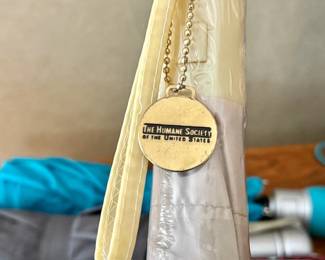 THE HUMANE SOCIETY
OF THE UNITED STATES